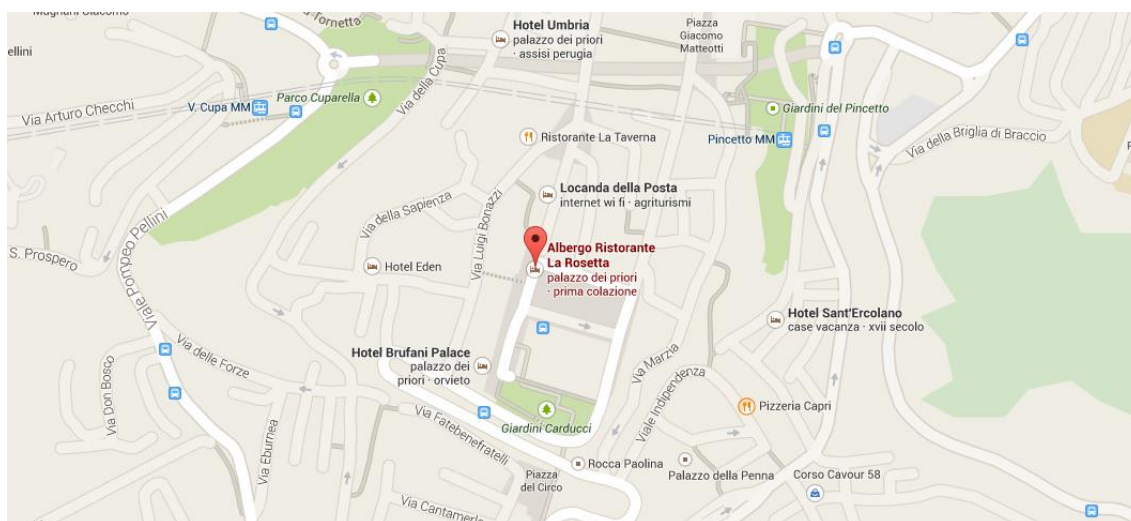 Mugnani Giacomo
-Tornetta
ellini
Hotel Umbria
palazzo dei priori
· assisi perugia
Piazza
Giacomo
Matteotti
Via della Cupa
Parco Cuparella
V. Cupa MM
Via Arturo Checchi
Giardini del Pincetto
Pincetto MM
Via della Briglia di Braccio
Ristorante La Taverna
Locanda della Posta
internet wi fi · agriturismi
Via della Sapienza
Via Luigi Bonazzi
Viale Pompeo Pellini
S. Prospero
Hotel Eden
Albergo Ristorante
La Rosetta
palazzo dei priori
· prima colazione
Hotel Sant'Ercolano
case vacanza · xvii secolo
Hotel Brufani Palace
palazzo dei
priori · orvieto
Via delle Forze
Via Don Bosco
Via Marzia
Viale Indipendenza
Pizzeria Capri
Giardini Carducci
Via Fatebenefratelli
Via Eburnea
Rocca Paolina
Palazzo della Penna
Corso Cavour 58
Piazza
del Circo
Via Cantamerlo